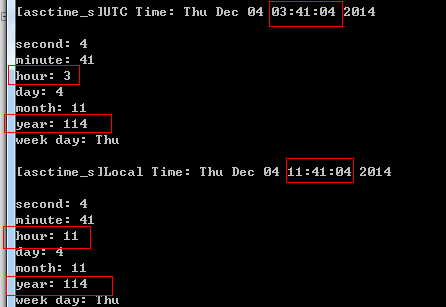 [asctime_s]UTC Time: Thu Dec 04 03:41:04 2014
second: 4
minute: 41
hour: 3
day: 4
month: 11
year: 114
week day: Thu
[asctime_s]Local Time: Thu Dec 04 11:41:04 2014
second: 4
minute: 41
hour: 11
day: 4
month: 11
year: 114
week day: Thu